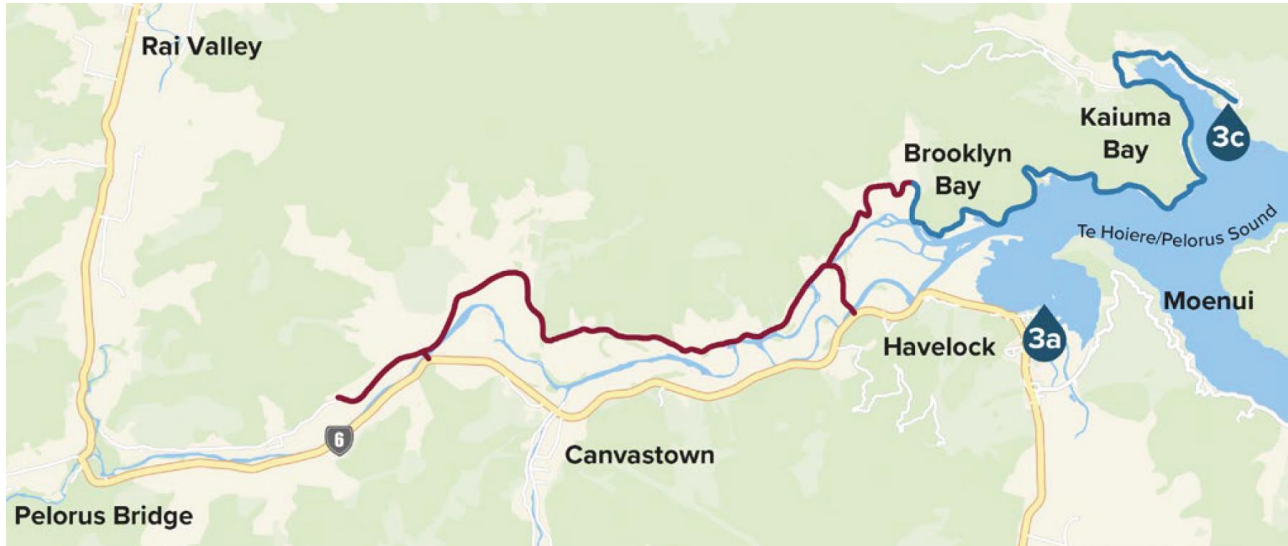 Rai Valley
Kaiuma
Bay
3c
Brooklyn
Bay
Te Hoiere/Pelorus Sound
Moenui
3a
Havelock
6
Canvastown
Pelorus Bridge